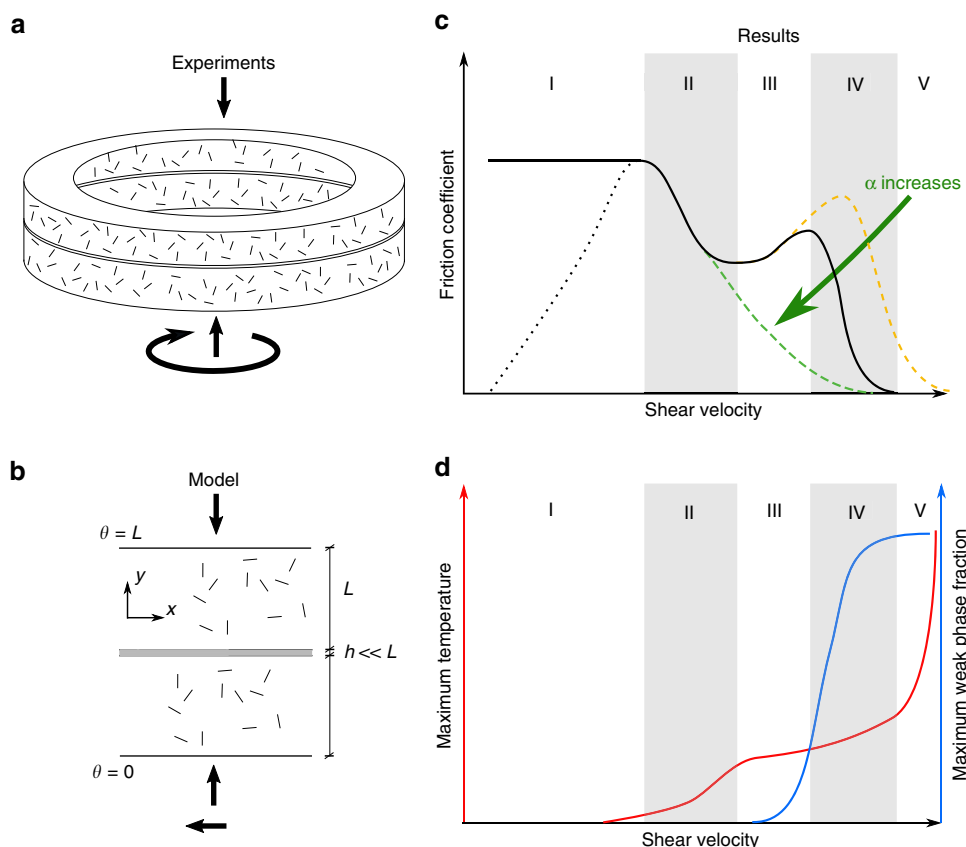 a
Experiments
b
Model
θ = L
y
x
L
h << L
θ = 0
c
Results
I
II
III
IV
V
α increases
Friction coefficient
Shear velocity
d
I
II
III
IV
V
Maximum temperature
Maximum weak phase fraction
Shear velocity